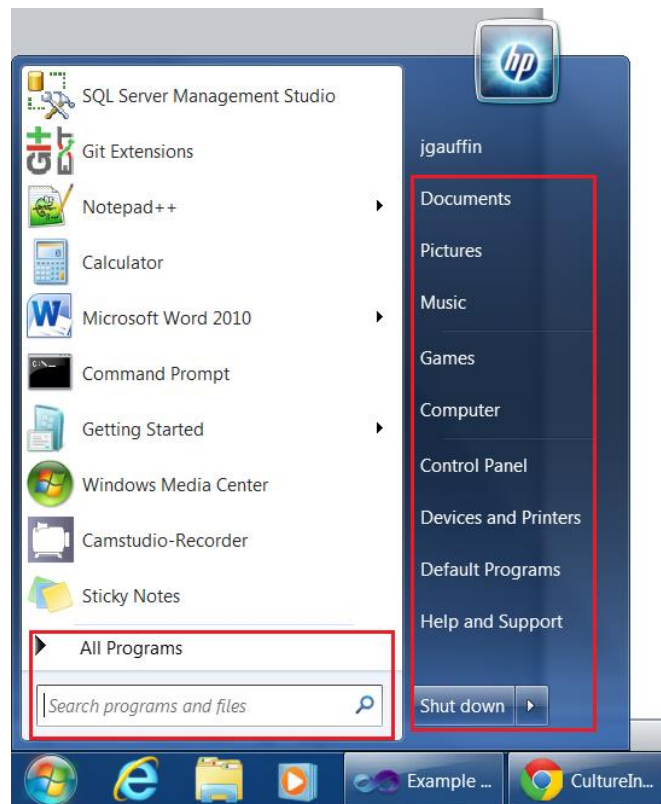 hp
SQL Server Management Studio
Git Extensions
Notepad++
Calculator
Microsoft Word 2010
Command Prompt
Getting Started
Windows Media Center
Camstudio-Recorder
Sticky Notes
All Programs
Search programs and files
jgauffin
Documents
Pictures
Music
Games
Computer
Control Panel
Devices and Printers
Default Programs
Help and Support
Shut down
Example ...
CultureIn...